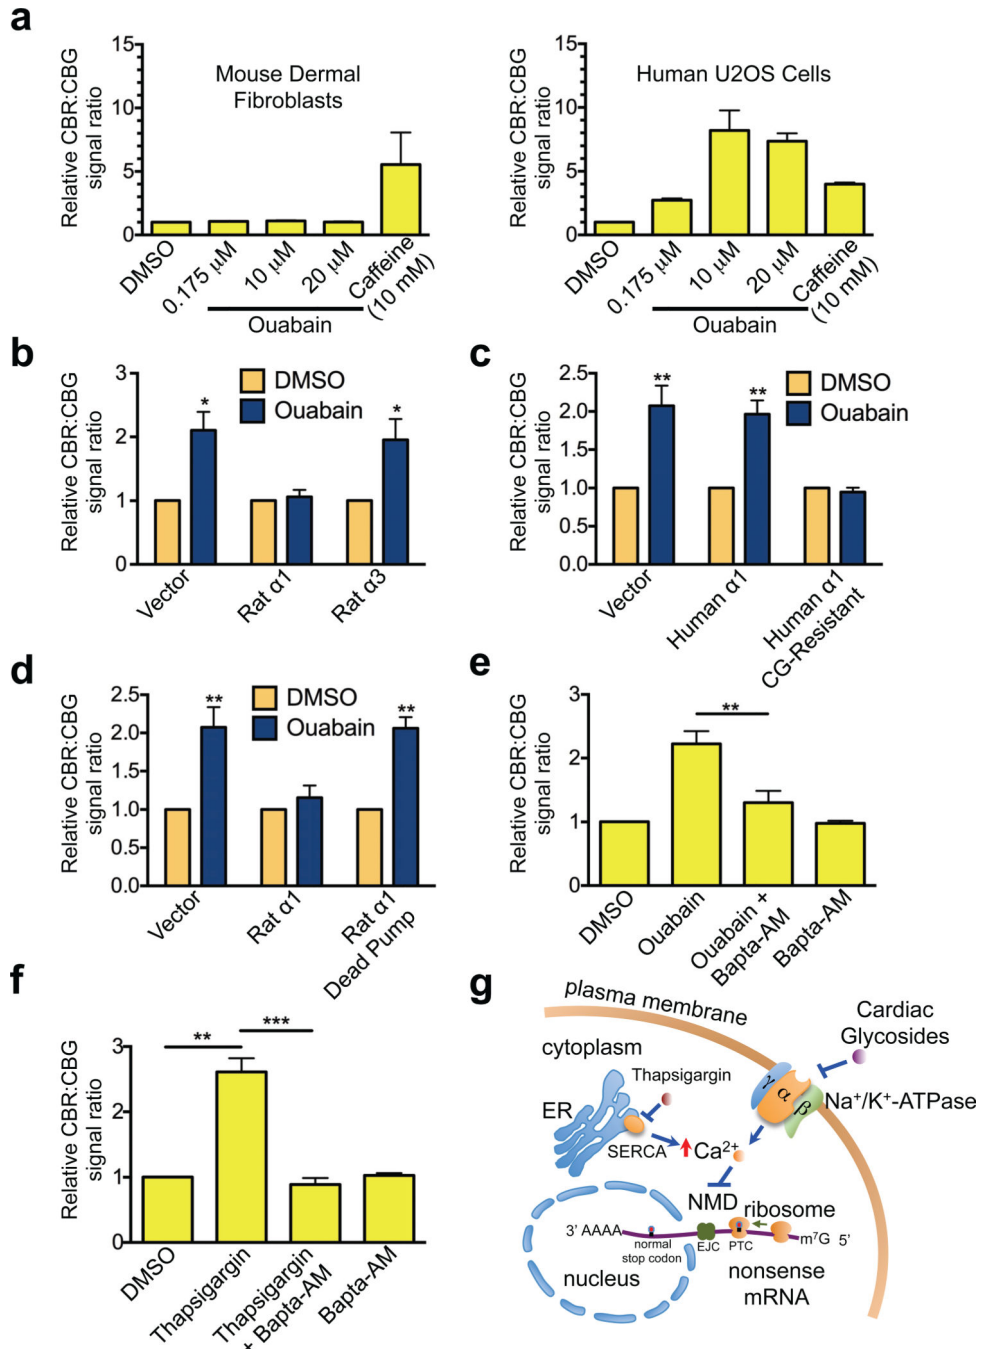 a
Relative CBR:CBG
signal ratio
15
10
5
0
Mouse Dermal
Fibroblasts
DMSO
0.175 μM
10 μM
20 μM
Caffeine
(10 mM)
Ouabain
Relative CBR:CBG
signal ratio
15
10
5
0
Human U2OS Cells
DMSO
0.175 μM
10 μM
20 μM
Caffeine
(10 mM)
Ouabain
b
Relative CBR:CBG
signal ratio
3
2
1
0
DMSO
Ouabain
*
*
Vector
Rat α1
Rat α3
c
Relative CBR:CBG
signal ratio
2.5
2.0
1.5
1.0
0.5
0.0
DMSO
Ouabain
**
**
Vector
Human α1
Human α1
CG-Resistant
d
Relative CBR:CBG
signal ratio
2.5
2.0
1.5
1.0
0.5
0.0
DMSO
Ouabain
**
**
Vector
Rat α1
Rat α1
Dead Pump
e
Relative CBR:CBG
signal ratio
3
2
1
0
**
DMSO
Ouabain
Ouabain +
Bapta-AM
Bapta-AM
f
Relative CBR:CBG
signal ratio
3
2
1
0
**
***
DMSO
Thapsigargin
Thapsigargin
+ Bapta-AM
Bapta-AM
g
plasma membrane
Cardiac
Glycosides
cytoplasm
Thapsigargin
γ α β
Na⁺/K⁺-ATPase
ER
SERCA
Ca²⁺
NMD
ribosome
3' AAAA
normal
stop codon
EJC
PTC
m⁷G 5'
nucleus
nonsense
mRNA